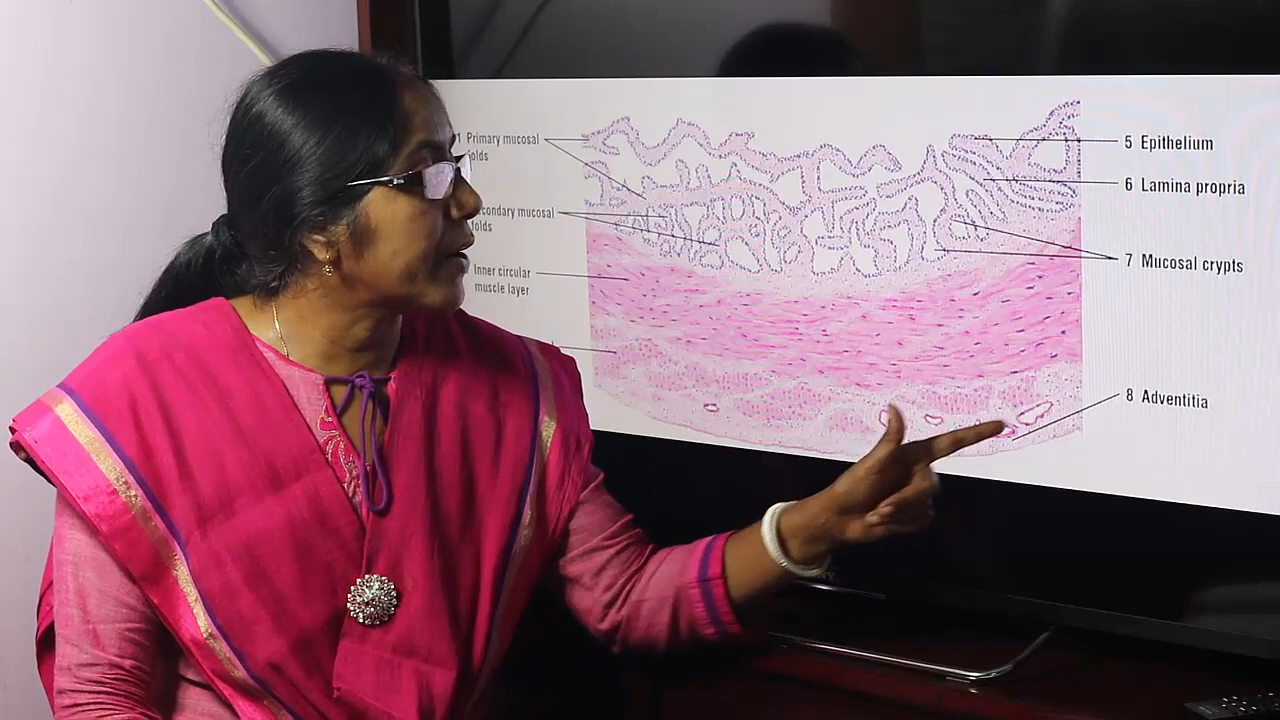 1 Primary mucosal
folds
secondary mucosal
folds
Inner circular
muscle layer
5 Epithelium
6 Lamina propria
7 Mucosal crypts
8 Adventitia